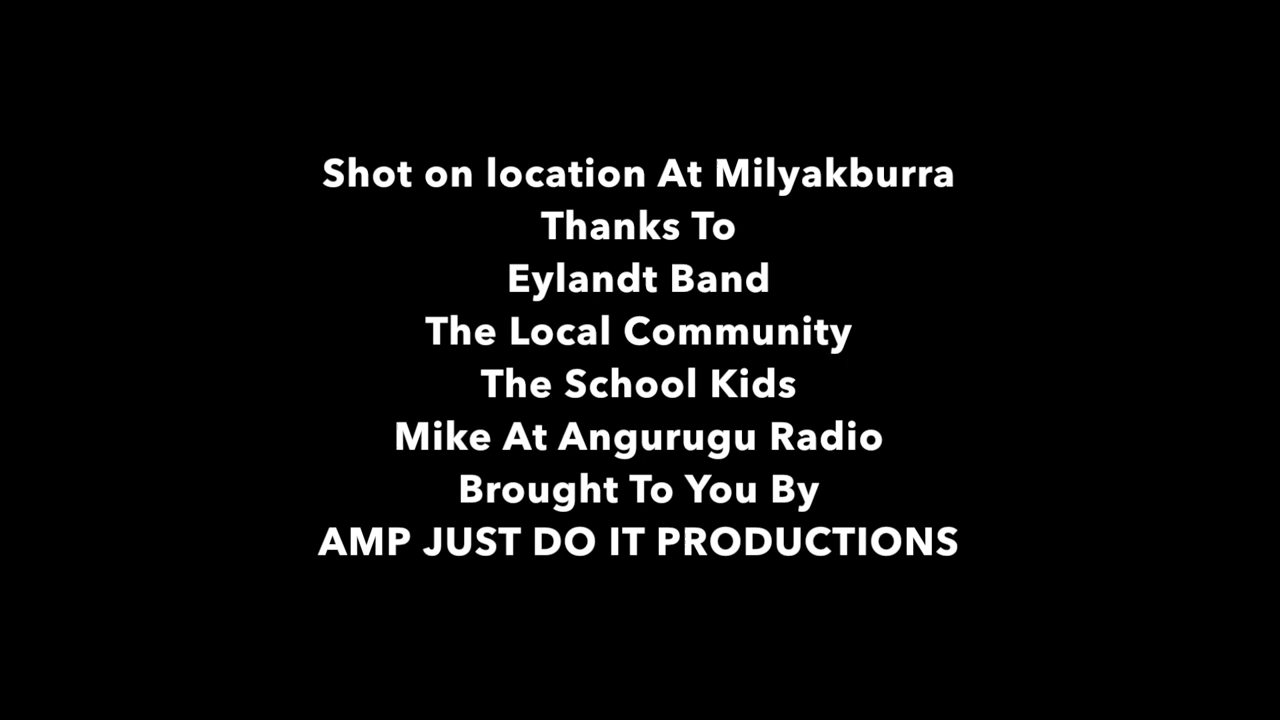 Shot on location At Milyakburra
Thanks To
Eylandt Band
The Local Community
The School Kids
Mike At Angurugu Radio
Brought To You By
AMP JUST DO IT PRODUCTIONS